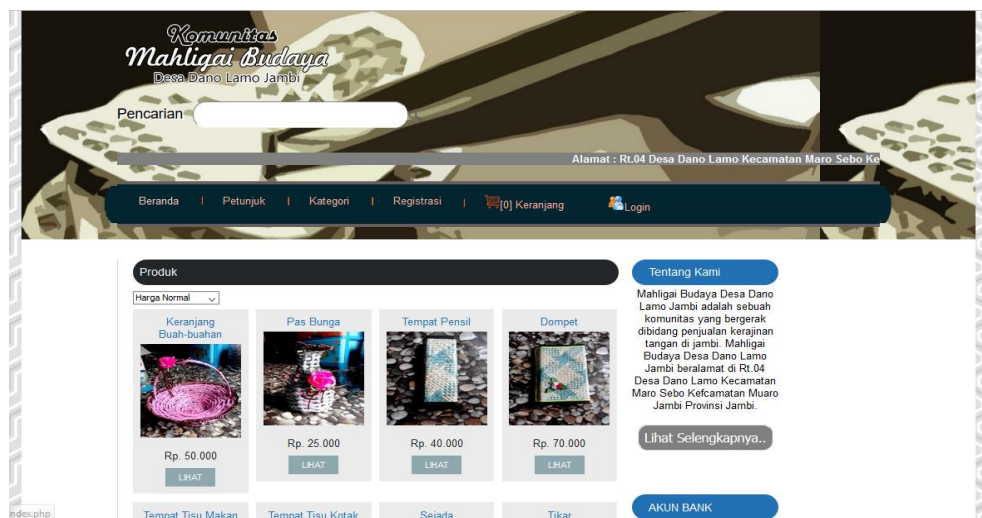 Komunitas
Mahligai Budaya
Desa Dano Lamo Jambi
Pencarian
Alamat : Rt.04 Desa Dano Lamo Kecamatan Maro Sebo Ke
Beranda | Petunjuk | Kategori | Registrasi | [0] Keranjang Login
Produk
Harga Normal
Keranjang
Buah-buahan
Rp. 50.000
LIHAT
Pas Bunga
Rp. 25.000
LIHAT
Tempat Pensil
Rp. 40.000
LIHAT
Dompet
Rp. 70.000
LIHAT
Tempat Tisu Makan
Tempat Tisu Kotak
Sejada
Tikar
Tentang Kami
Mahligai Budaya Desa Dano
Lamo Jambi adalah sebuah
komunitas yang bergerak
dibidang penjualan kerajinan
tangan di jambi. Mahligai
Budaya Desa Dano Lamo
Jambi beralamat di Rt.04
Desa Dano Lamo Kecamatan
Maro Sebo Kefcamatan Muaro
Jambi Provinsi Jambi.
Lihat Selengkapnya..
AKUN BANK
ndex.php